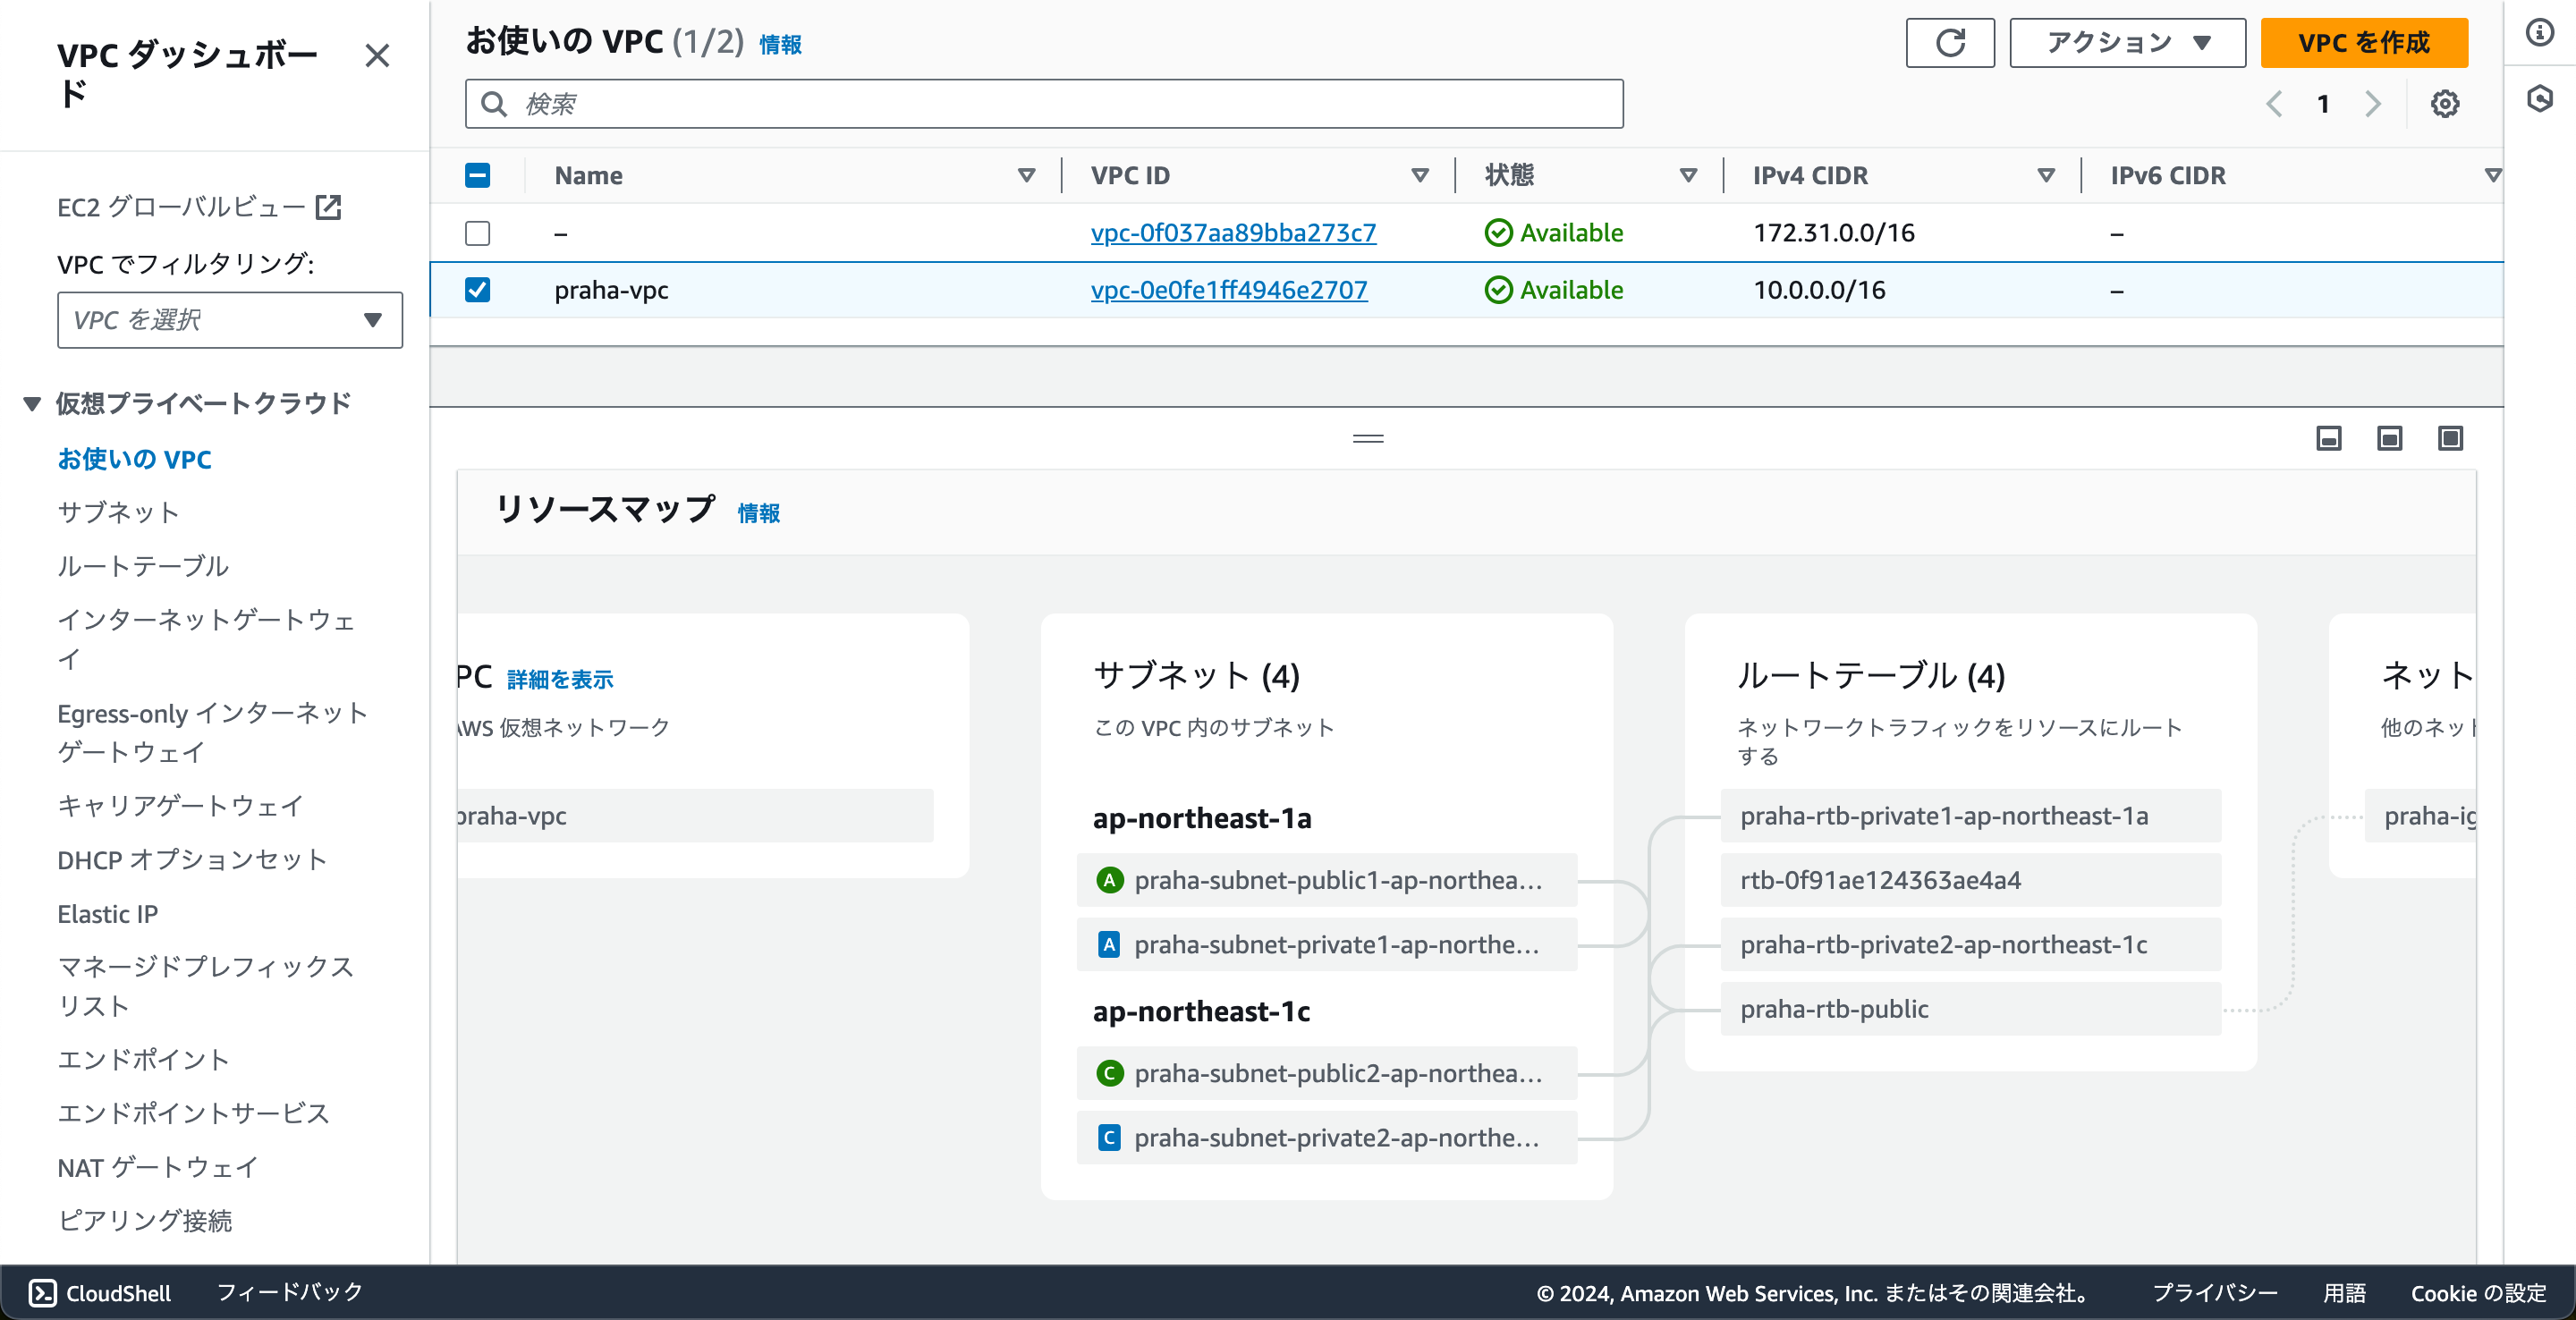 VPC ダッシュボー
ド
EC2 グローバルビュー
VPC でフィルタリング:
VPC を選択
仮想プライベートクラウド
お使いの VPC
サブネット
ルートテーブル
インターネットゲートウェ
イ
Egress-only インターネット
ゲートウェイ
キャリアゲートウェイ
DHCP オプションセット
Elastic IP
マネージドプレフィックス
リスト
エンドポイント
エンドポイントサービス
NAT ゲートウェイ
ピアリング接続
お使いの VPC (1/2) 情報
アクション
VPC を作成
検索
1
Name VPC ID 状態 IPv4 CIDR IPv6 CIDR
– vpc-0f037aa89bba273c7 Available 172.31.0.0/16 –
praha-vpc vpc-0e0fe1ff4946e2707 Available 10.0.0.0/16 –
リソースマップ 情報
PC 詳細を表示
AWS 仮想ネットワーク
praha-vpc
サブネット (4)
この VPC 内のサブネット
ap-northeast-1a
A praha-subnet-public1-ap-northea...
A praha-subnet-private1-ap-northe...
ap-northeast-1c
C praha-subnet-public2-ap-northea...
C praha-subnet-private2-ap-northe...
ルートテーブル (4)
ネットワークトラフィックをリソースにルート
する
praha-rtb-private1-ap-northeast-1a
rtb-0f91ae124363ae4a4
praha-rtb-private2-ap-northeast-1c
praha-rtb-public
ネット
他のネット
praha-ig
CloudShell フィードバック © 2024, Amazon Web Services, Inc. またはその関連会社。 プライバシー 用語 Cookie の設定